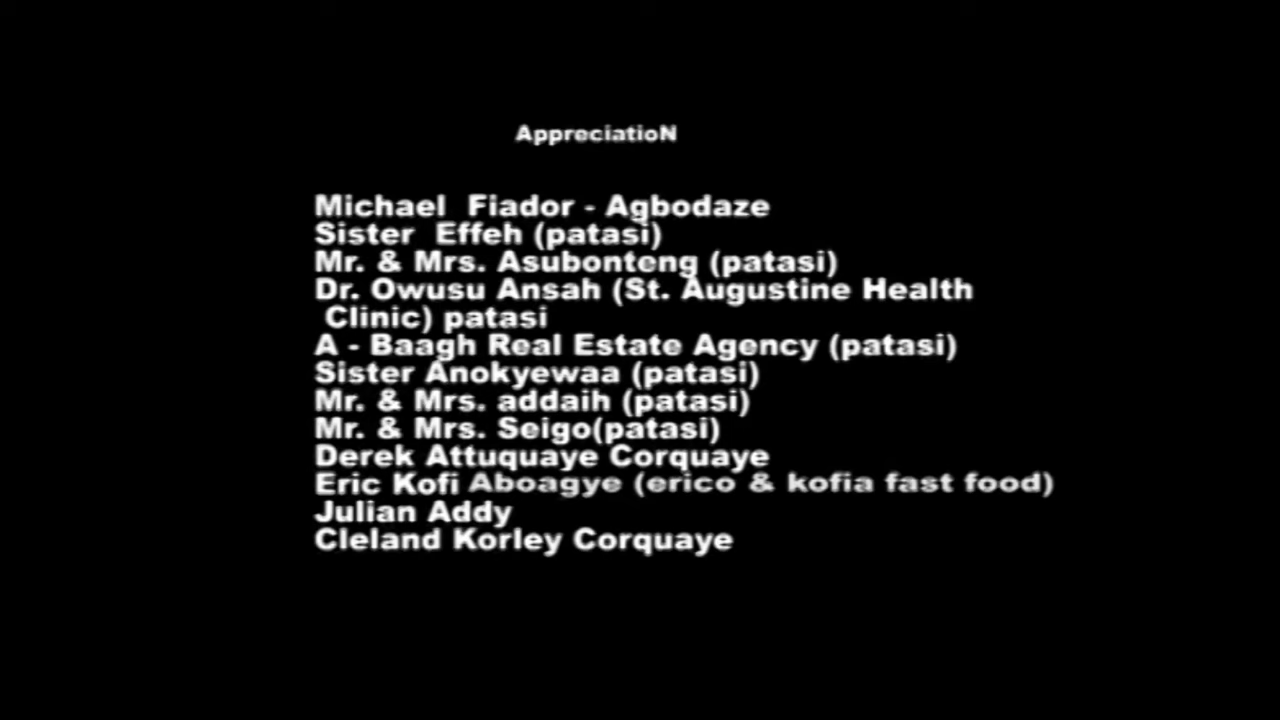 AppreciatioN
Michael  Fiador - Agbodaze
Sister  Effeh (patasi)
Mr. & Mrs. Asubonteng (patasi)
Dr. Owusu Ansah (St. Augustine Health
Clinic) patasi
A - Baagh Real Estate Agency (patasi)
Sister Anokyewaa (patasi)
Mr. & Mrs. addaih (patasi)
Mr. & Mrs. Seigo(patasi)
Derek Attuquaye Corquaye
Eric Kofi Aboagye (erico & kofia fast food)
Julian Addy
Cleland Korley Corquaye